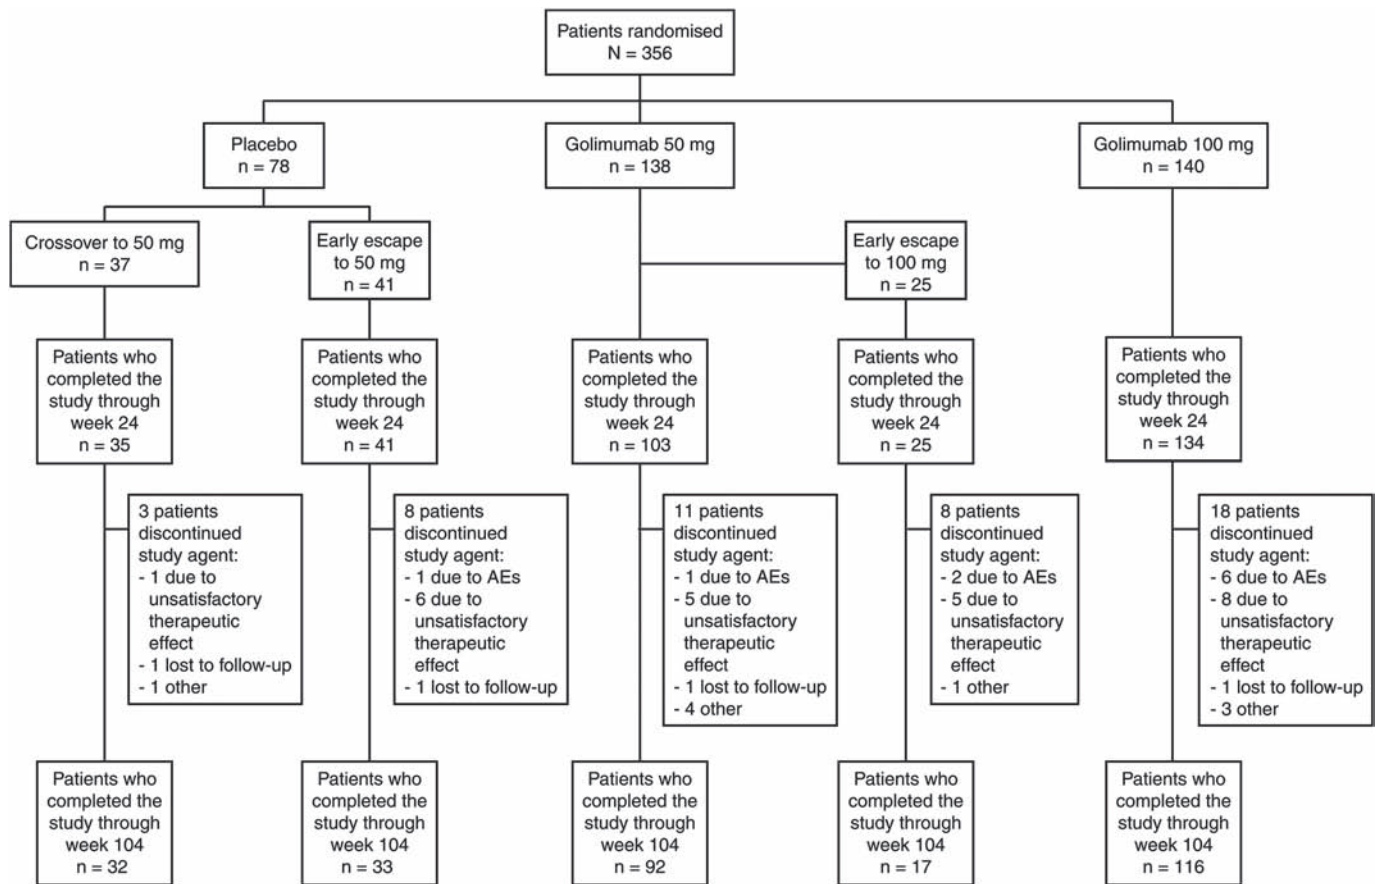 Patients randomised
N = 356
Placebo
n = 78
Golimumab 50 mg
n = 138
Golimumab 100 mg
n = 140
Crossover to 50 mg
n = 37
Early escape
to 50 mg
n = 41
Early escape
to 100 mg
n = 25
Patients who
completed the
study through
week 24
n = 35
Patients who
completed the
study through
week 24
n = 41
Patients who
completed the
study through
week 24
n = 103
Patients who
completed the
study through
week 24
n = 25
Patients who
completed the
study through
week 24
n = 134
3 patients
discontinued
study agent:
- 1 due to
unsatisfactory
therapeutic
effect
- 1 lost to follow-up
- 1 other
8 patients
discontinued
study agent:
- 1 due to AEs
- 6 due to
unsatisfactory
therapeutic
effect
- 1 lost to follow-up
11 patients
discontinued
study agent:
- 1 due to AEs
- 5 due to
unsatisfactory
therapeutic
effect
- 1 lost to follow-up
- 4 other
8 patients
discontinued
study agent:
- 2 due to AEs
- 5 due to
unsatisfactory
therapeutic
effect
- 1 other
18 patients
discontinued
study agent:
- 6 due to AEs
- 8 due to
unsatisfactory
therapeutic
effect
- 1 lost to follow-up
- 3 other
Patients who
completed the
study through
week 104
n = 32
Patients who
completed the
study through
week 104
n = 33
Patients who
completed the
study through
week 104
n = 92
Patients who
completed the
study through
week 104
n = 17
Patients who
completed the
study through
week 104
n = 116